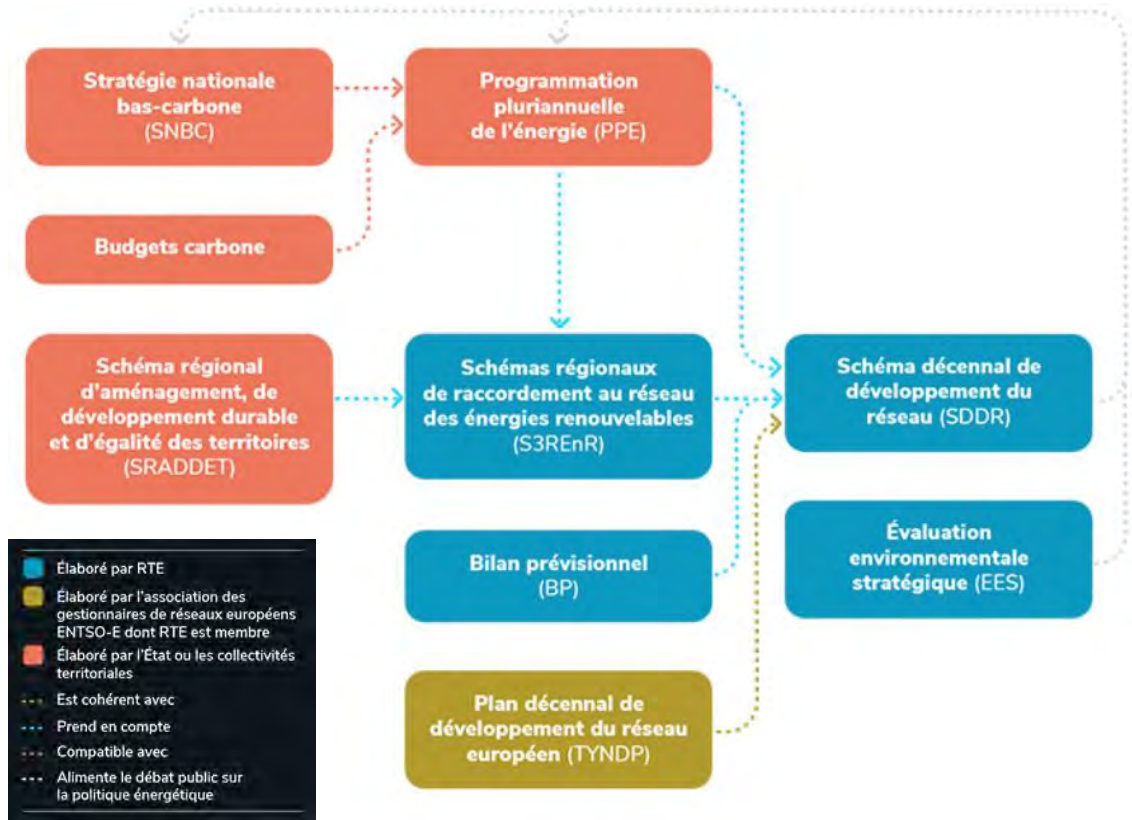 Stratégie nationale
bas-carbone
(SNBC)
Programmation
pluriannuelle
de l'énergie (PPE)
Budgets carbone
Schéma régional
d'aménagement, de
développement durable
et d'égalité des territoires
(SRADDET)
Schémas régionaux
de raccordement au réseau
des énergies renouvelables
(S3REnR)
Schéma décennal de
développement du
réseau (SDDR)
Bilan prévisionnel
(BP)
Évaluation
environnementale
stratégique (EES)
Plan décennal de
développement du réseau
européen (TYNDP)
Élaboré par RTE
Élaboré par l'association des
gestionnaires de réseaux européens
ENTSO-E dont RTE est membre
Élaboré par l'État ou les collectivités
territoriales
Est cohérent avec
Prend en compte
Compatible avec
Alimente le débat public sur
la politique énergétique